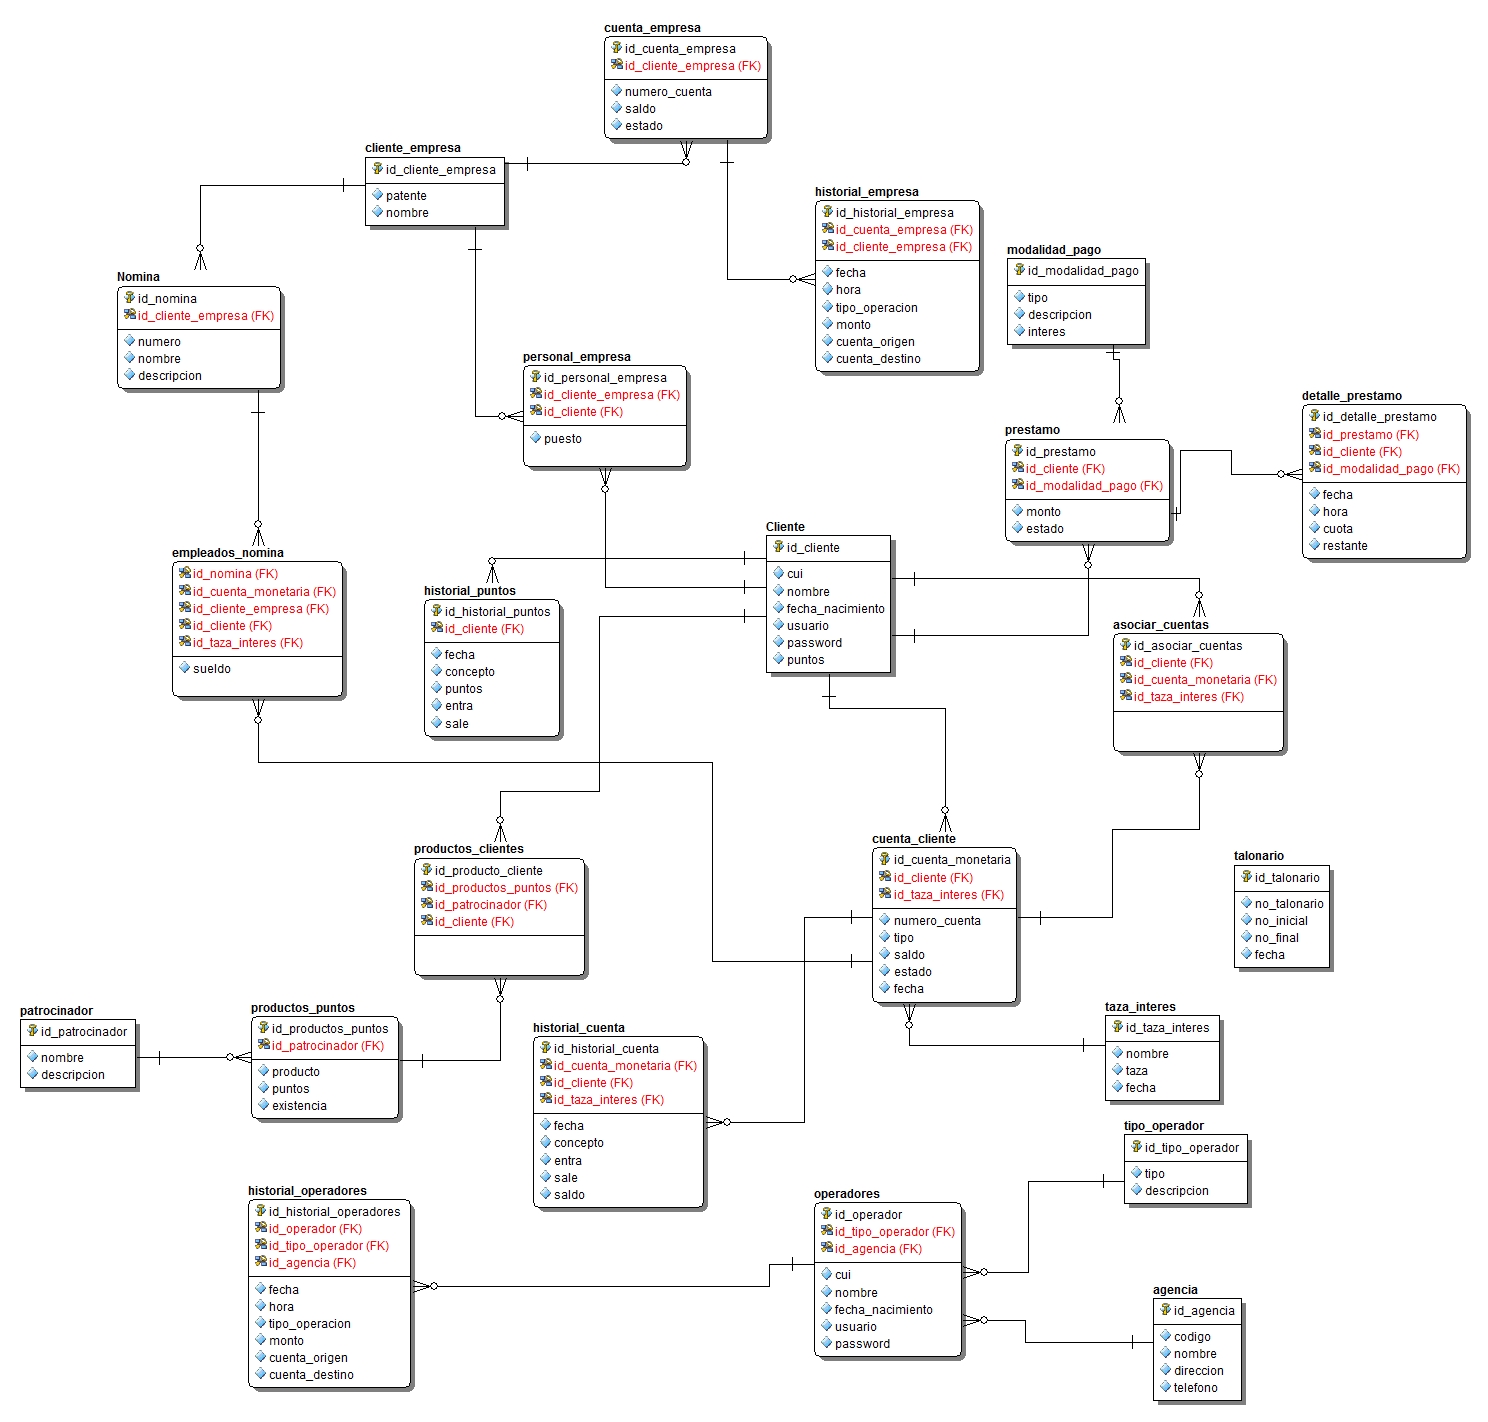 cuenta_empresa
id_cuenta_empresa
id_cliente_empresa (FK)
numero_cuenta
saldo
estado
cliente_empresa
id_cliente_empresa
patente
nombre
historial_empresa
id_historial_empresa
id_cuenta_empresa (FK)
id_cliente_empresa (FK)
fecha
hora
tipo_operacion
monto
cuenta_origen
cuenta_destino
modalidad_pago
id_modalidad_pago
tipo
descripcion
interes
Nomina
id_nomina
id_cliente_empresa (FK)
numero
nombre
descripcion
personal_empresa
id_personal_empresa
id_cliente_empresa (FK)
id_cliente (FK)
puesto
detalle_prestamo
id_detalle_prestamo
id_prestamo (FK)
id_cliente (FK)
id_modalidad_pago (FK)
fecha
hora
cuota
restante
prestamo
id_prestamo
id_cliente (FK)
id_modalidad_pago (FK)
monto
estado
Cliente
id_cliente
cui
nombre
fecha_nacimiento
usuario
password
puntos
empleados_nomina
id_nomina (FK)
id_cuenta_monetaria (FK)
id_cliente_empresa (FK)
id_cliente (FK)
id_taza_interes (FK)
sueldo
historial_puntos
id_historial_puntos
id_cliente (FK)
fecha
concepto
puntos
entra
sale
asociar_cuentas
id_asociar_cuentas
id_cliente (FK)
id_cuenta_monetaria (FK)
id_taza_interes (FK)
cuenta_cliente
id_cuenta_monetaria
id_cliente (FK)
id_taza_interes (FK)
numero_cuenta
tipo
saldo
estado
fecha
productos_clientes
id_producto_cliente
id_productos_puntos (FK)
id_patrocinador (FK)
id_cliente (FK)
talonario
id_talonario
no_talonario
no_inicial
no_final
fecha
patrocinador
id_patrocinador
nombre
descripcion
productos_puntos
id_productos_puntos
id_patrocinador (FK)
producto
puntos
existencia
historial_cuenta
id_historial_cuenta
id_cuenta_monetaria (FK)
id_cliente (FK)
id_taza_interes (FK)
fecha
concepto
entra
sale
saldo
taza_interes
id_taza_interes
nombre
taza
fecha
tipo_operador
id_tipo_operador
tipo
descripcion
historial_operadores
id_historial_operadores
id_operador (FK)
id_tipo_operador (FK)
id_agencia (FK)
fecha
hora
tipo_operacion
monto
cuenta_origen
cuenta_destino
operadores
id_operador
id_tipo_operador (FK)
id_agencia (FK)
cui
nombre
fecha_nacimiento
usuario
password
agencia
id_agencia
codigo
nombre
direccion
telefono